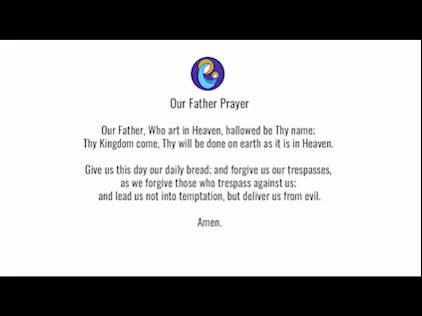 Our Father Prayer
Our Father, Who art in Heaven, hallowed be Thy name;
Thy Kingdom come, Thy will be done on earth as it is in Heaven.
Give us this day our daily bread; and forgive us our trespasses,
as we forgive those who trespass against us;
and lead us not into temptation, but deliver us from evil.
Amen.